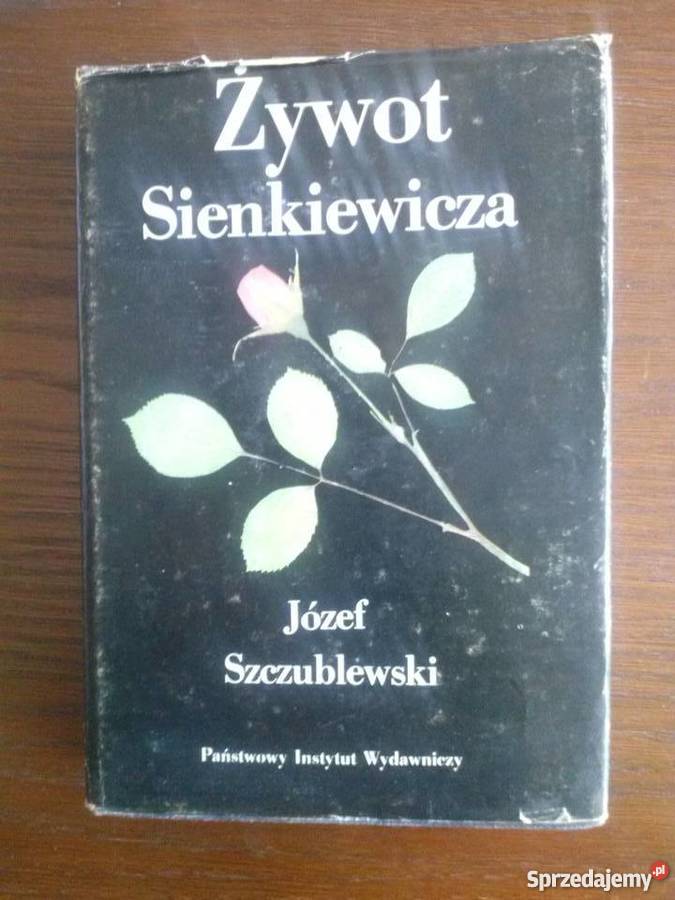 Żywot
Sienkiewicza
Józef
Szczublewski
Państwowy Instytut Wydawniczy
Sprzedajemy.pl